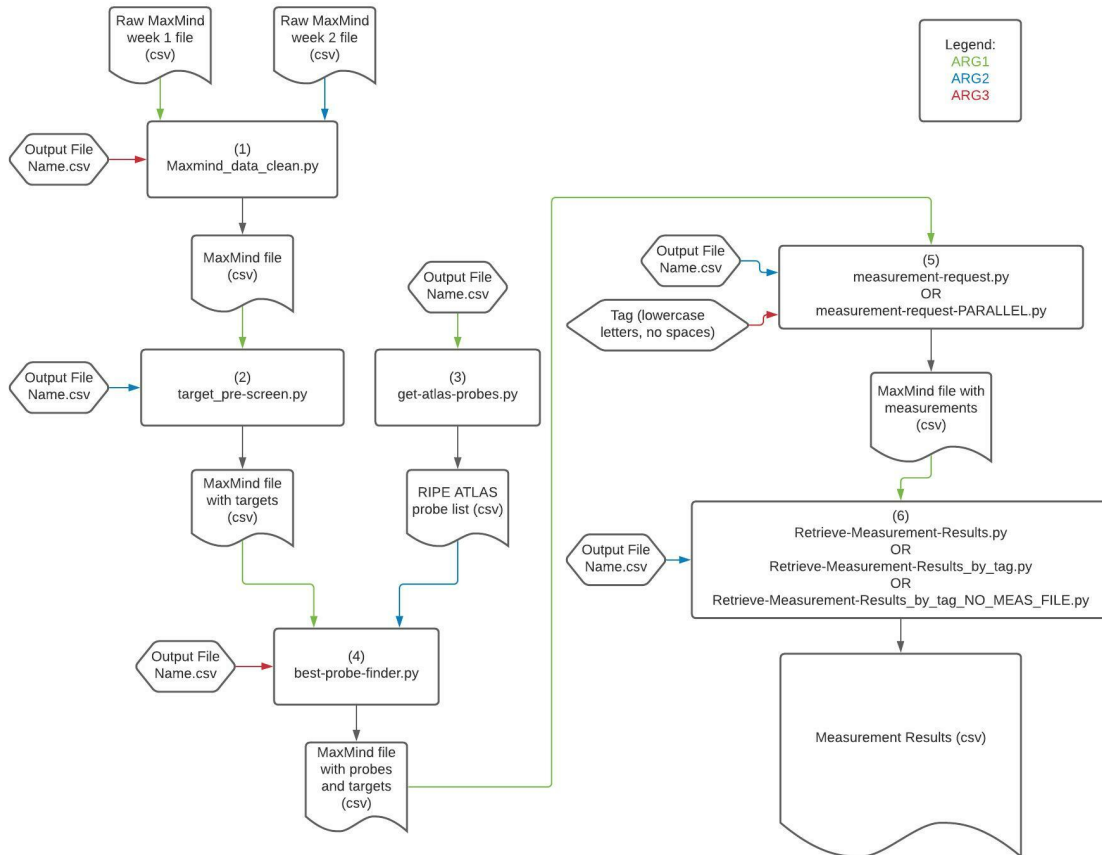 Raw MaxMind
week 1 file
(csv)
Raw MaxMind
week 2 file
(csv)
Legend:
ARG1
ARG2
ARG3
Output File
Name.csv
(1)
Maxmind_data_clean.py
MaxMind file
(csv)
Output File
Name.csv
Output File
Name.csv
(2)
target_pre-screen.py
(3)
get-atlas-probes.py
MaxMind file
with targets
(csv)
RIPE ATLAS
probe list (csv)
Output File
Name.csv
(4)
best-probe-finder.py
MaxMind file
with probes
and targets
(csv)
Output File
Name.csv
Tag (lowercase
letters, no spaces)
(5)
measurement-request.py
OR
measurement-request-PARALLEL.py
MaxMind file with
measurements
(csv)
Output File
Name.csv
(6)
Retrieve-Measurement-Results.py
OR
Retrieve-Measurement-Results_by_tag.py
OR
Retrieve-Measurement-Results_by_tag_NO_MEAS_FILE.py
Measurement Results (csv)